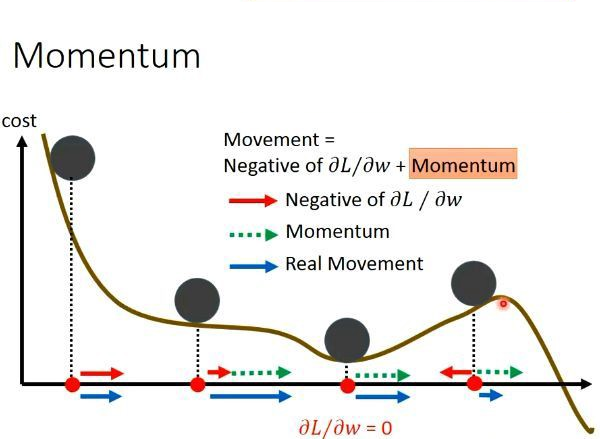 Momentum
cost
Movement =
Negative of ∂L/∂w + Momentum
Negative of ∂L / ∂w
Momentum
Real Movement
∂L/∂w = 0